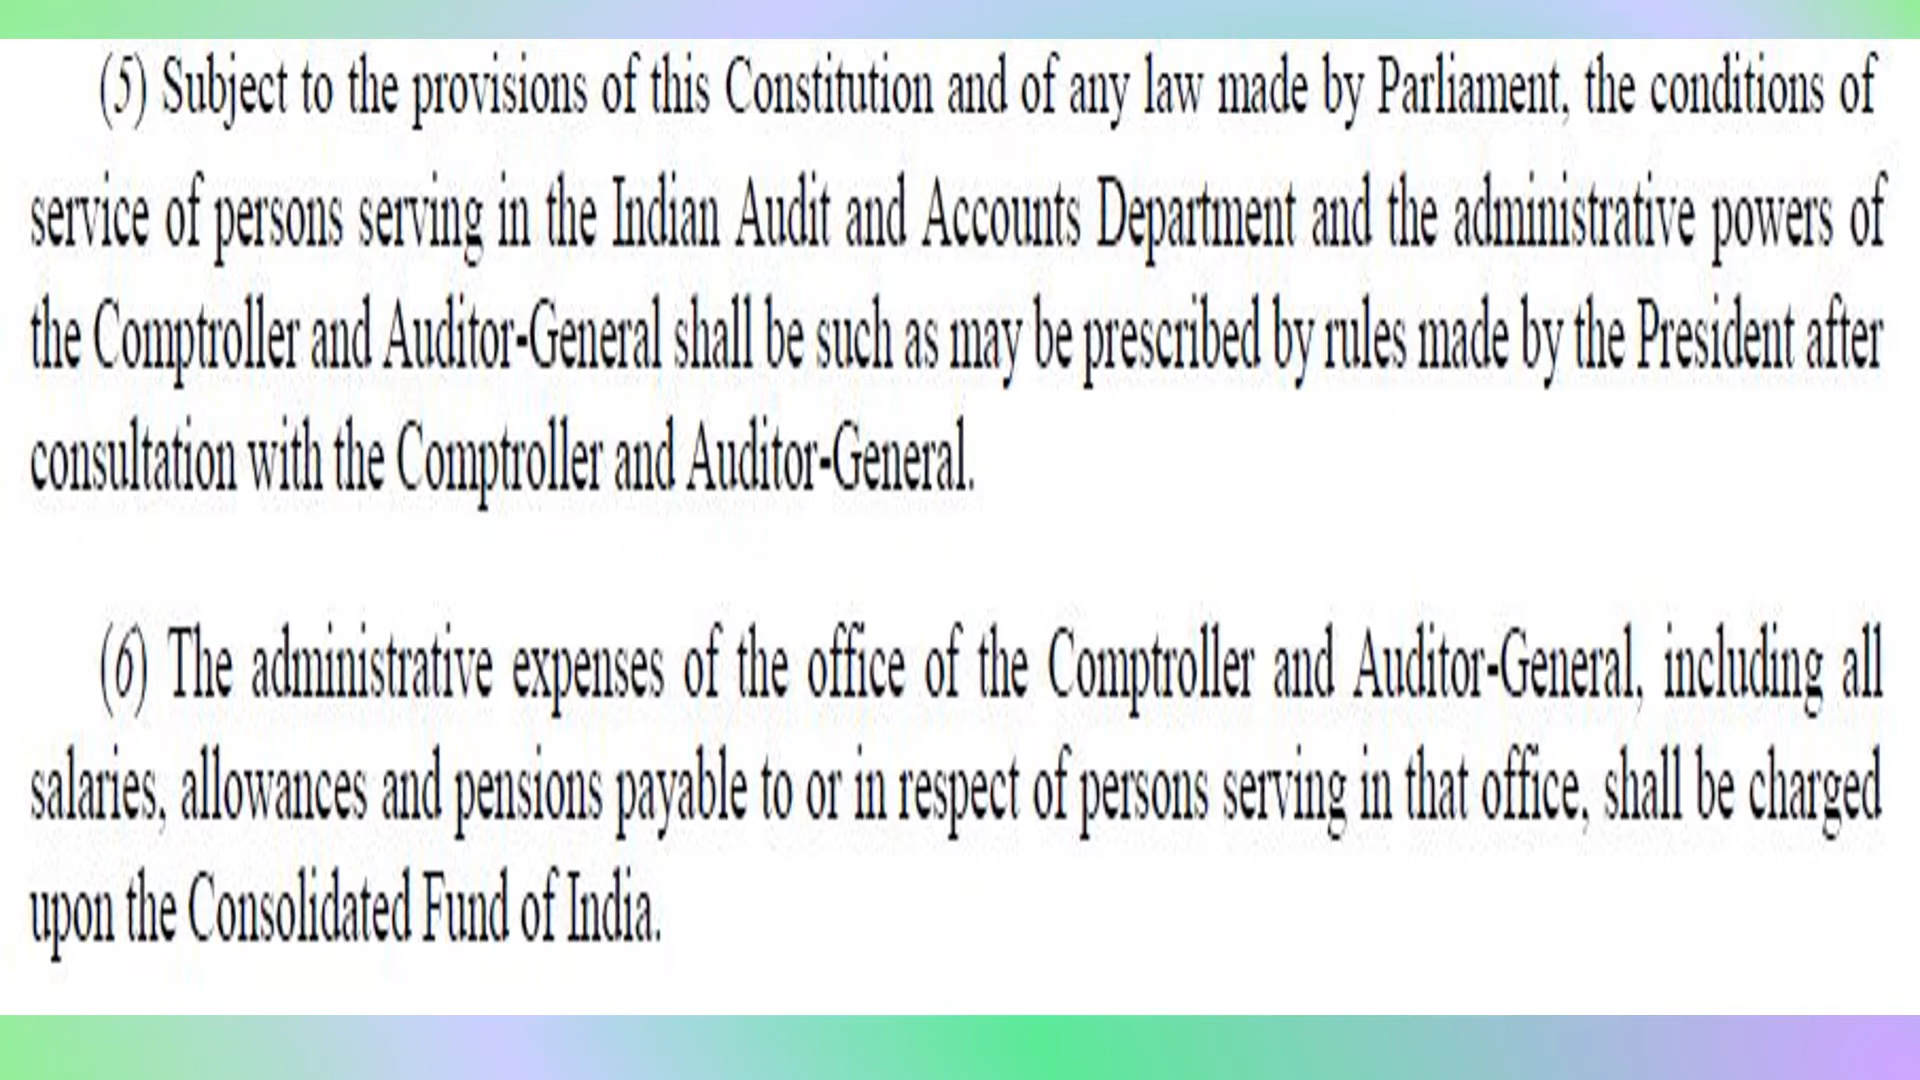 (5) Subject to the provisions of this Constitution and of any law made by Parliament, the conditions of
service of persons serving in the Indian Audit and Accounts Department and the administrative powers of
the Comptroller and Auditor-General shall be such as may be prescribed by rules made by the President after
consultation with the Comptroller and Auditor-General.
(6) The administrative expenses of the office of the Comptroller and Auditor-General, including all
salaries, allowances and pensions payable to or in respect of persons serving in that office, shall be charged
upon the Consolidated Fund of India.